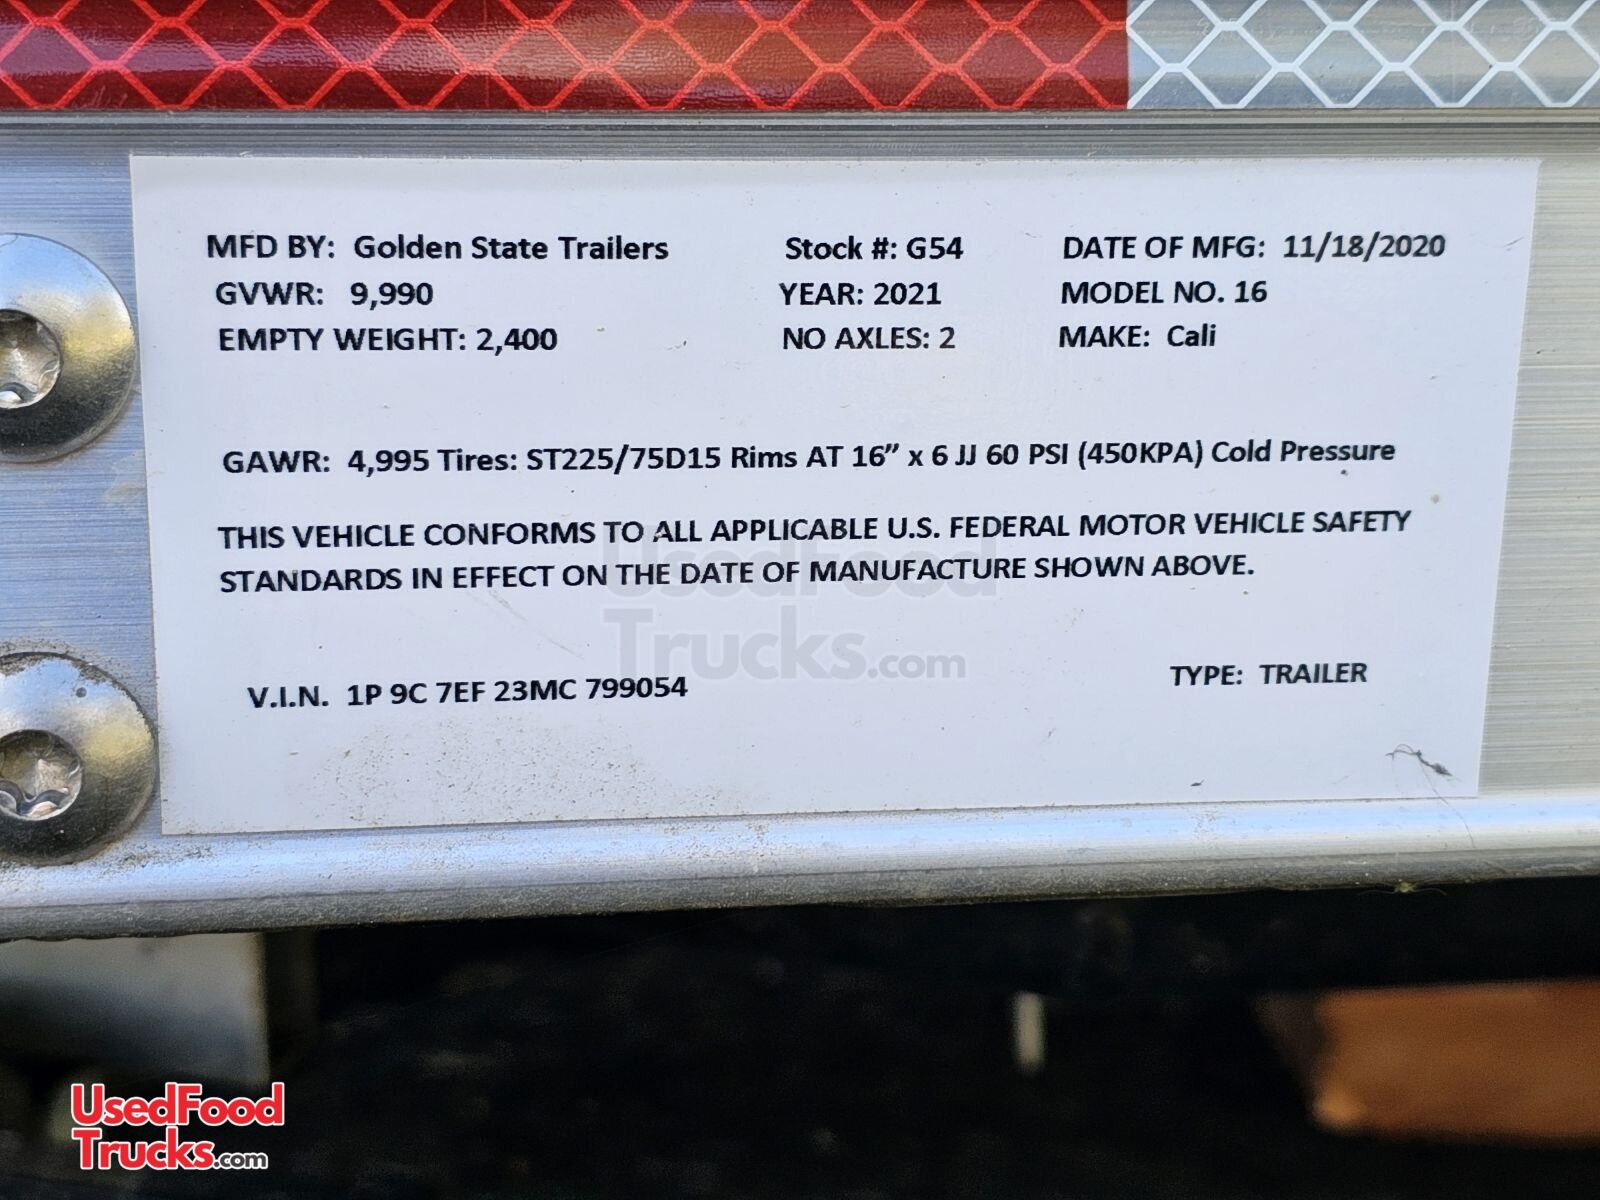 MFD BY: Golden State Trailers Stock #: G54 DATE OF MFG: 11/18/2020
GVWR: 9,990 YEAR: 2021 MODEL NO. 16
EMPTY WEIGHT: 2,400 NO AXLES: 2 MAKE: Cali
GAWR: 4,995 Tires: ST225/75D15 Rims AT 16” x 6 JJ 60 PSI (450KPA) Cold Pressure
THIS VEHICLE CONFORMS TO ALL APPLICABLE U.S. FEDERAL MOTOR VEHICLE SAFETY
STANDARDS IN EFFECT ON THE DATE OF MANUFACTURE SHOWN ABOVE.
UsedFood
Trucks.com
V.I.N. 1P 9C 7EF 23MC 799054 TYPE: TRAILER
UsedFood
Trucks.com